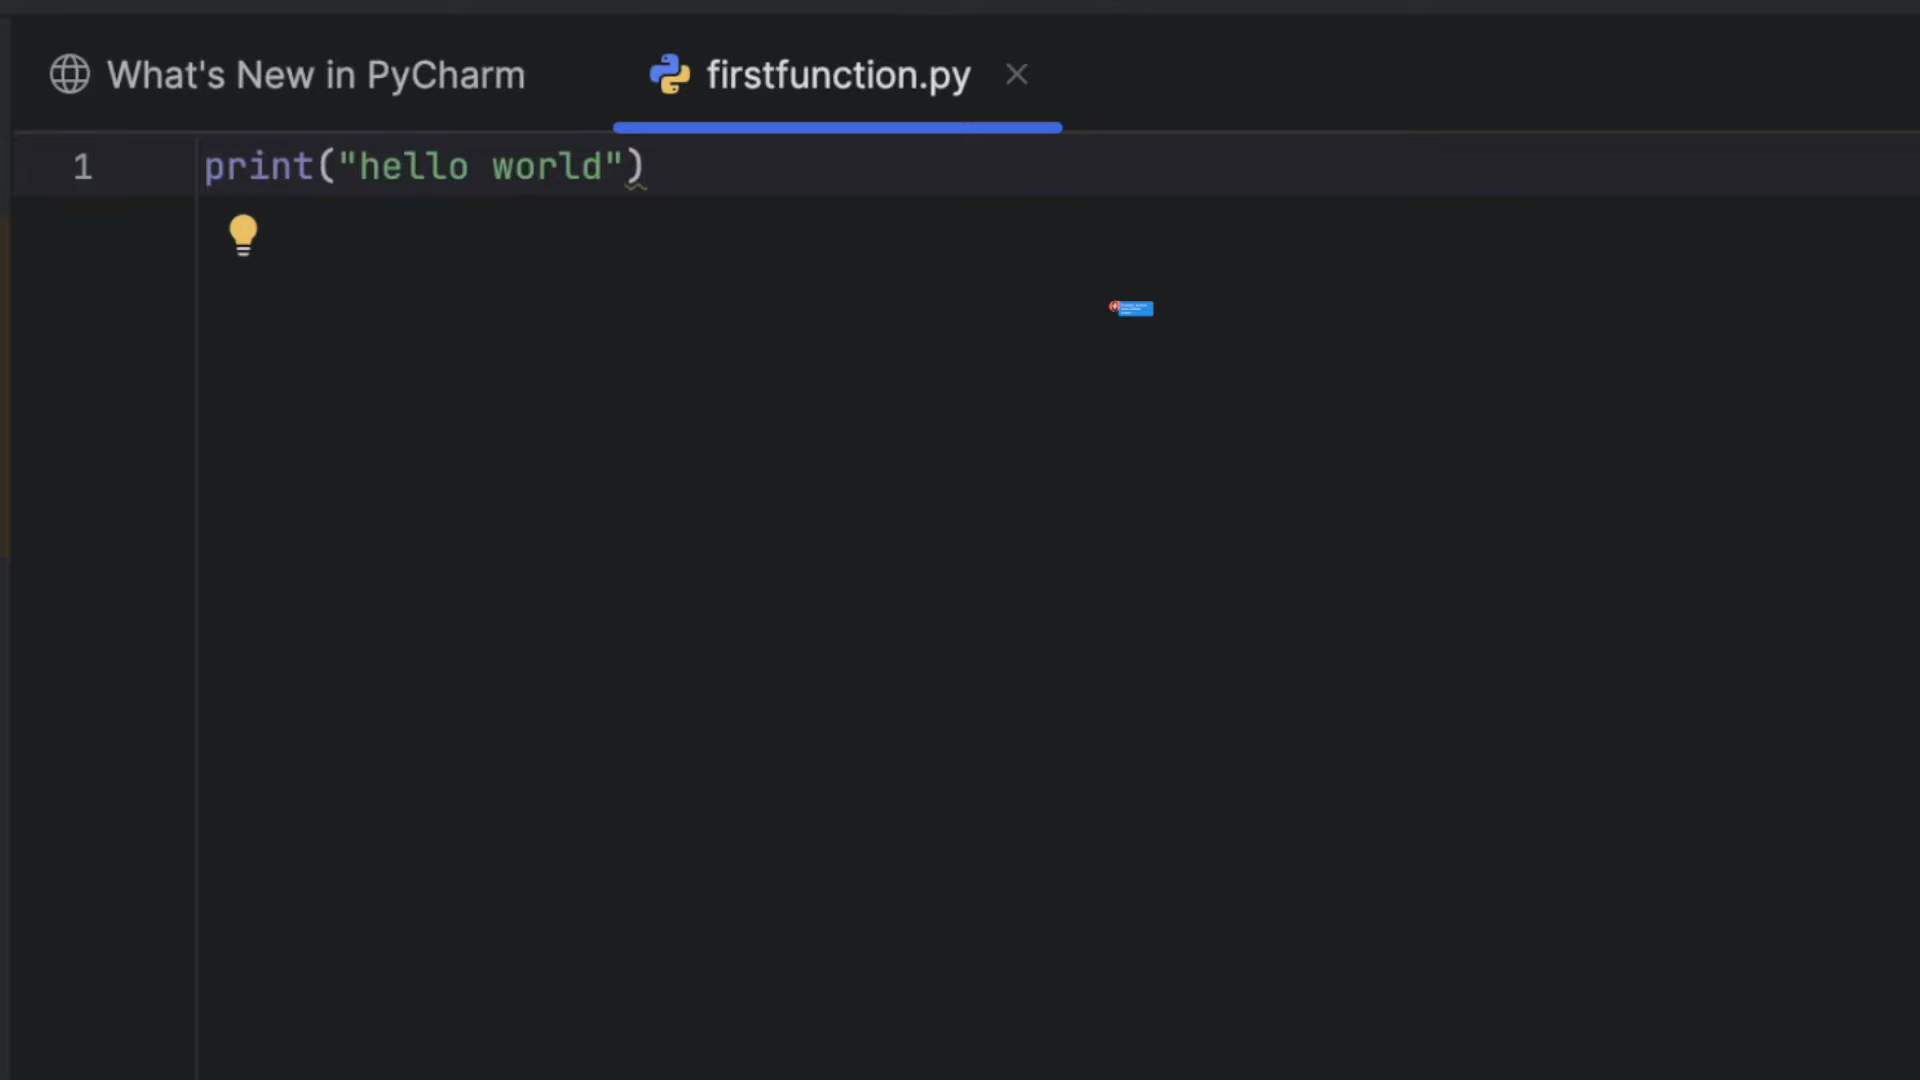 What's New in PyCharm
firstfunction.py
1
print("hello world")